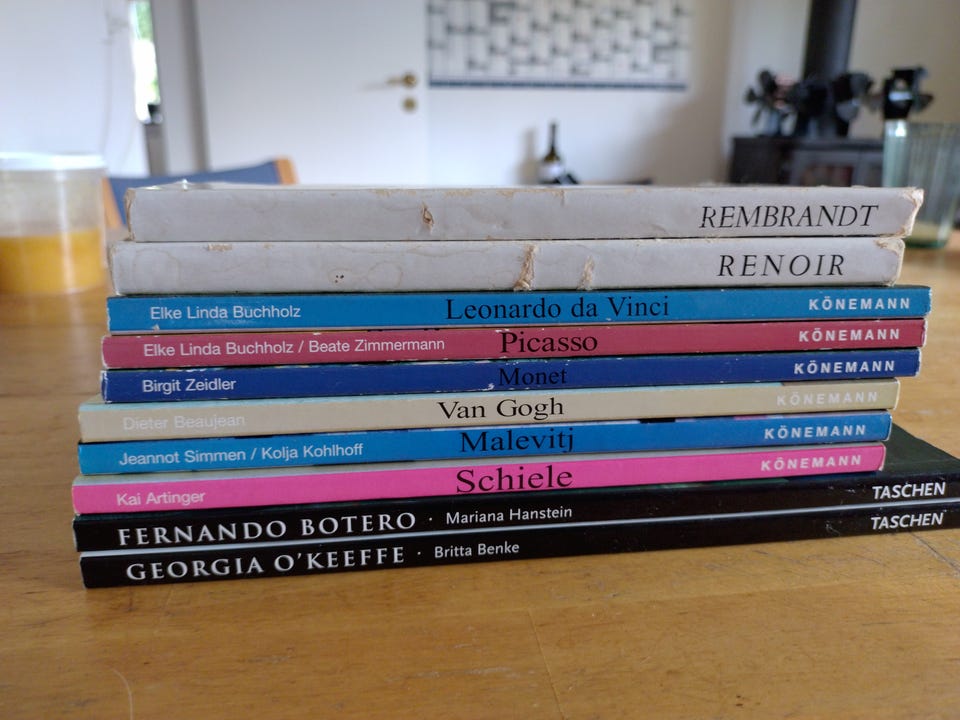 REMBRANDT
RENOIR
Elke Linda Buchholz Leonardo da Vinci KÖNEMANN
Elke Linda Buchholz / Beate Zimmermann Picasso KÖNEMANN
Birgit Zeidler Monet KÖNEMANN
Dieter Beaujean Van Gogh KÖNEMANN
Jeannot Simmen / Kolja Kohlhoff Malevitj KÖNEMANN
Kai Artinger Schiele KÖNEMANN
FERNANDO BOTERO · Mariana Hanstein TASCHEN
GEORGIA O'KEEFFE · Britta Benke TASCHEN